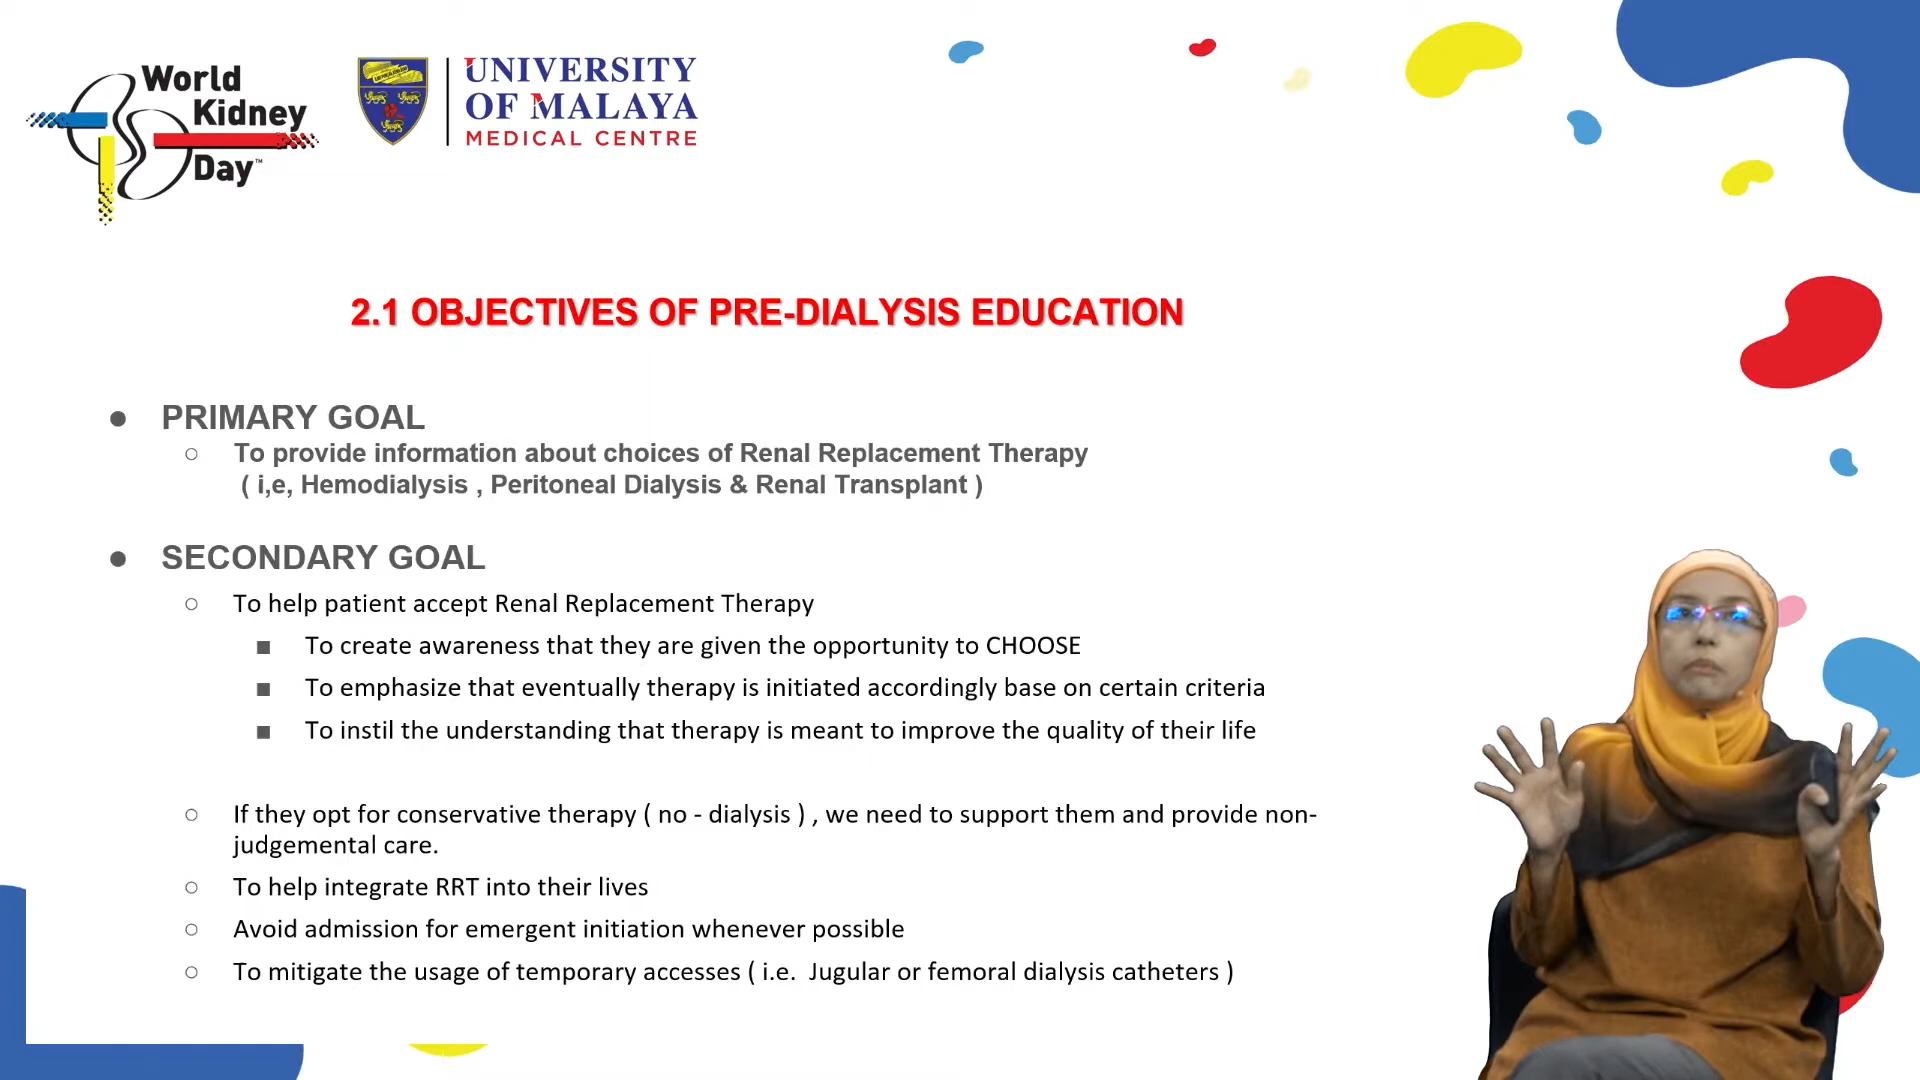 World
Kidney
Day™
UNIVERSITY
OF MALAYA
MEDICAL CENTRE
2.1 OBJECTIVES OF PRE-DIALYSIS EDUCATION
● PRIMARY GOAL
○ To provide information about choices of Renal Replacement Therapy
( i,e, Hemodialysis , Peritoneal Dialysis & Renal Transplant )
● SECONDARY GOAL
○ To help patient accept Renal Replacement Therapy
■ To create awareness that they are given the opportunity to CHOOSE
■ To emphasize that eventually therapy is initiated accordingly base on certain criteria
■ To instil the understanding that therapy is meant to improve the quality of their life
○ If they opt for conservative therapy ( no - dialysis ) , we need to support them and provide non-
judgemental care.
○ To help integrate RRT into their lives
○ Avoid admission for emergent initiation whenever possible
○ To mitigate the usage of temporary accesses ( i.e. Jugular or femoral dialysis catheters )